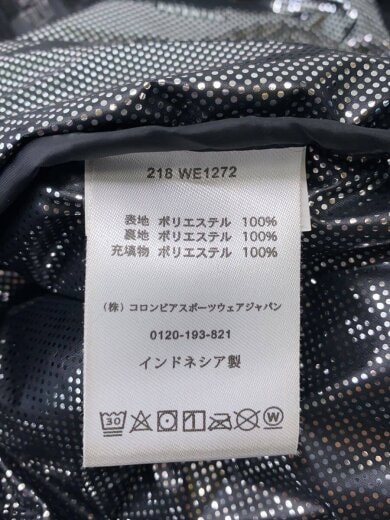 218 WE1272
表地 ポリエステル 100%
裏地 ポリエステル 100%
充填物 ポリエステル 100%
(株) コロンビアスポーツウェアジャパン
0120-193-821
インドネシア製
30 W